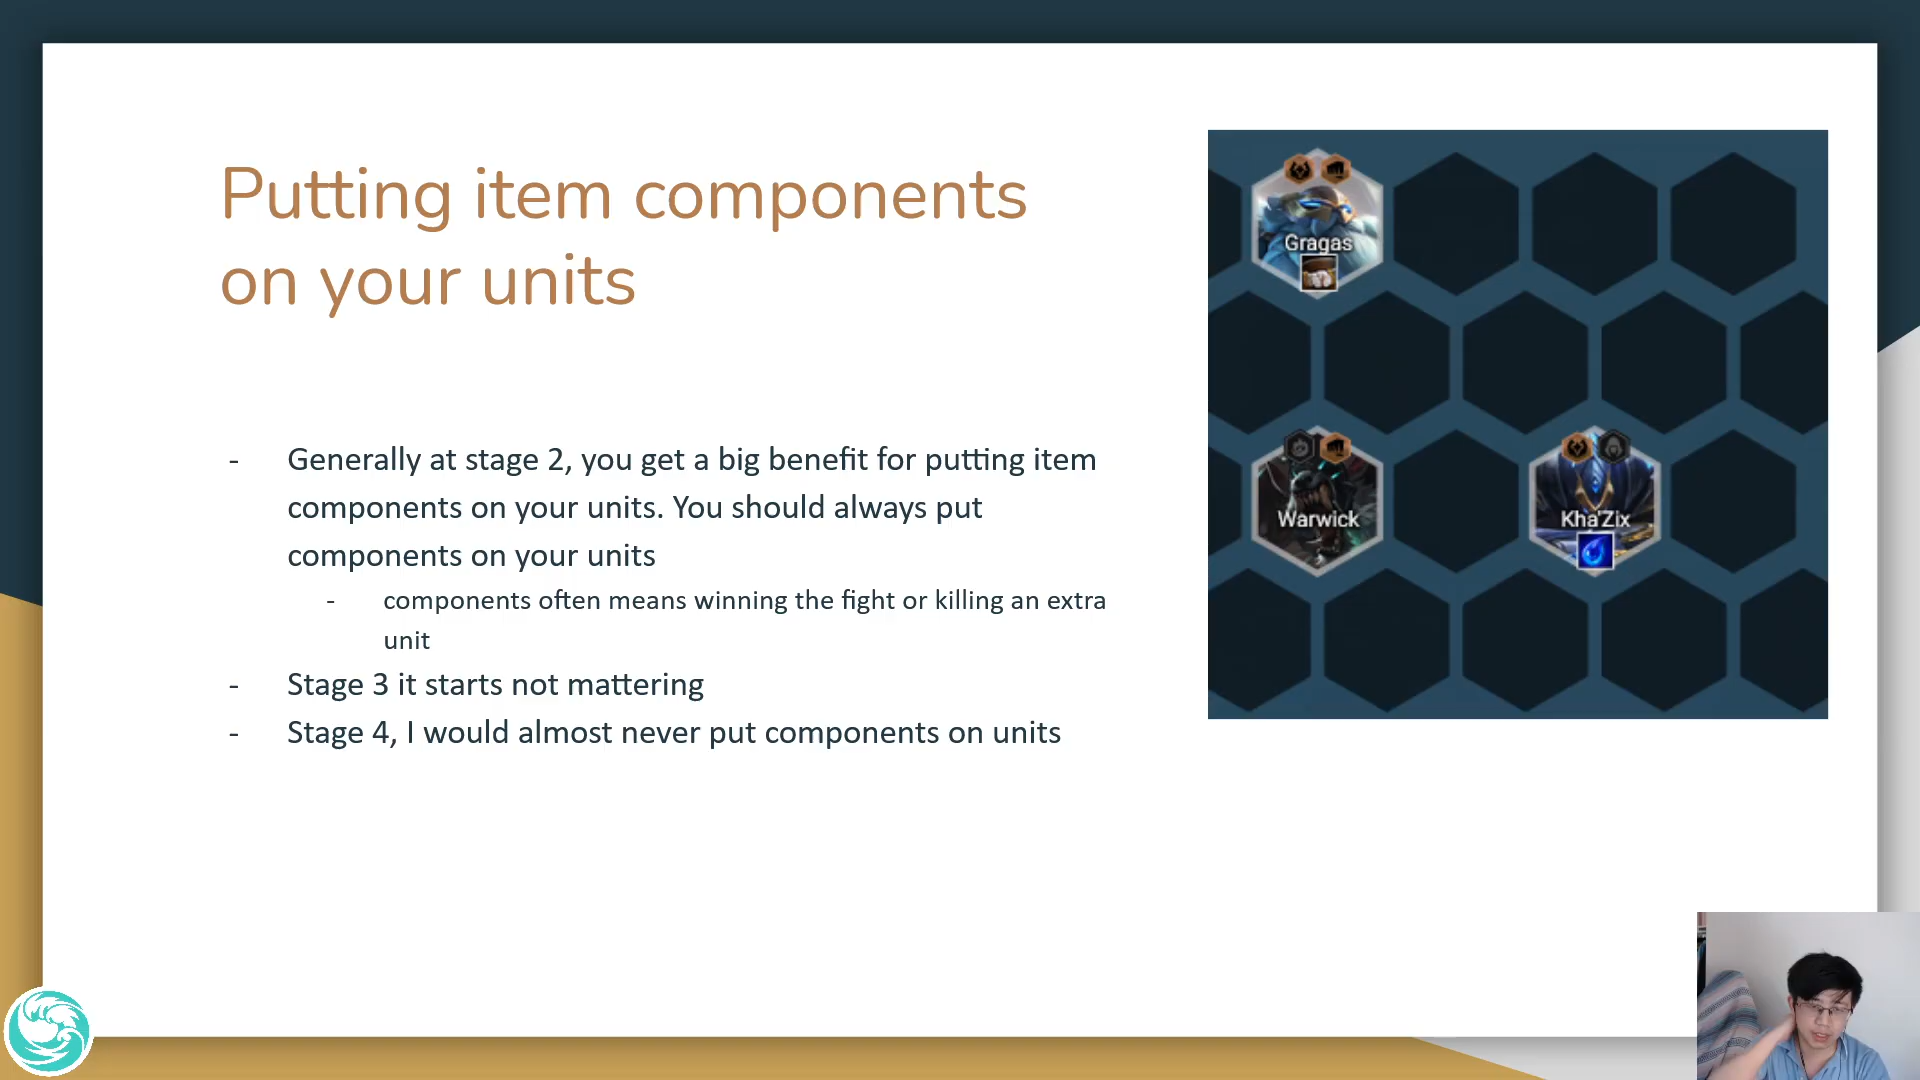 Putting item components
on your units
- Generally at stage 2, you get a big benefit for putting item
components on your units. You should always put
components on your units
- components often means winning the fight or killing an extra
unit
- Stage 3 it starts not mattering
- Stage 4, I would almost never put components on units
Gragas
Warwick
Kha'Zix